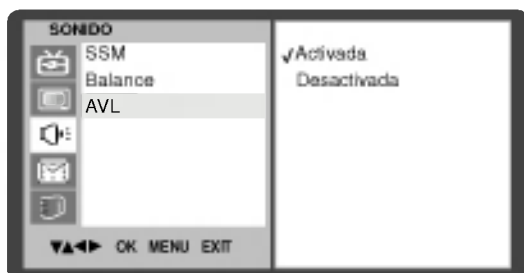 SONIDO
SSM
Balance
AVL
√Activada
Desactivada
▼▲◀▶ OK MENU EXIT